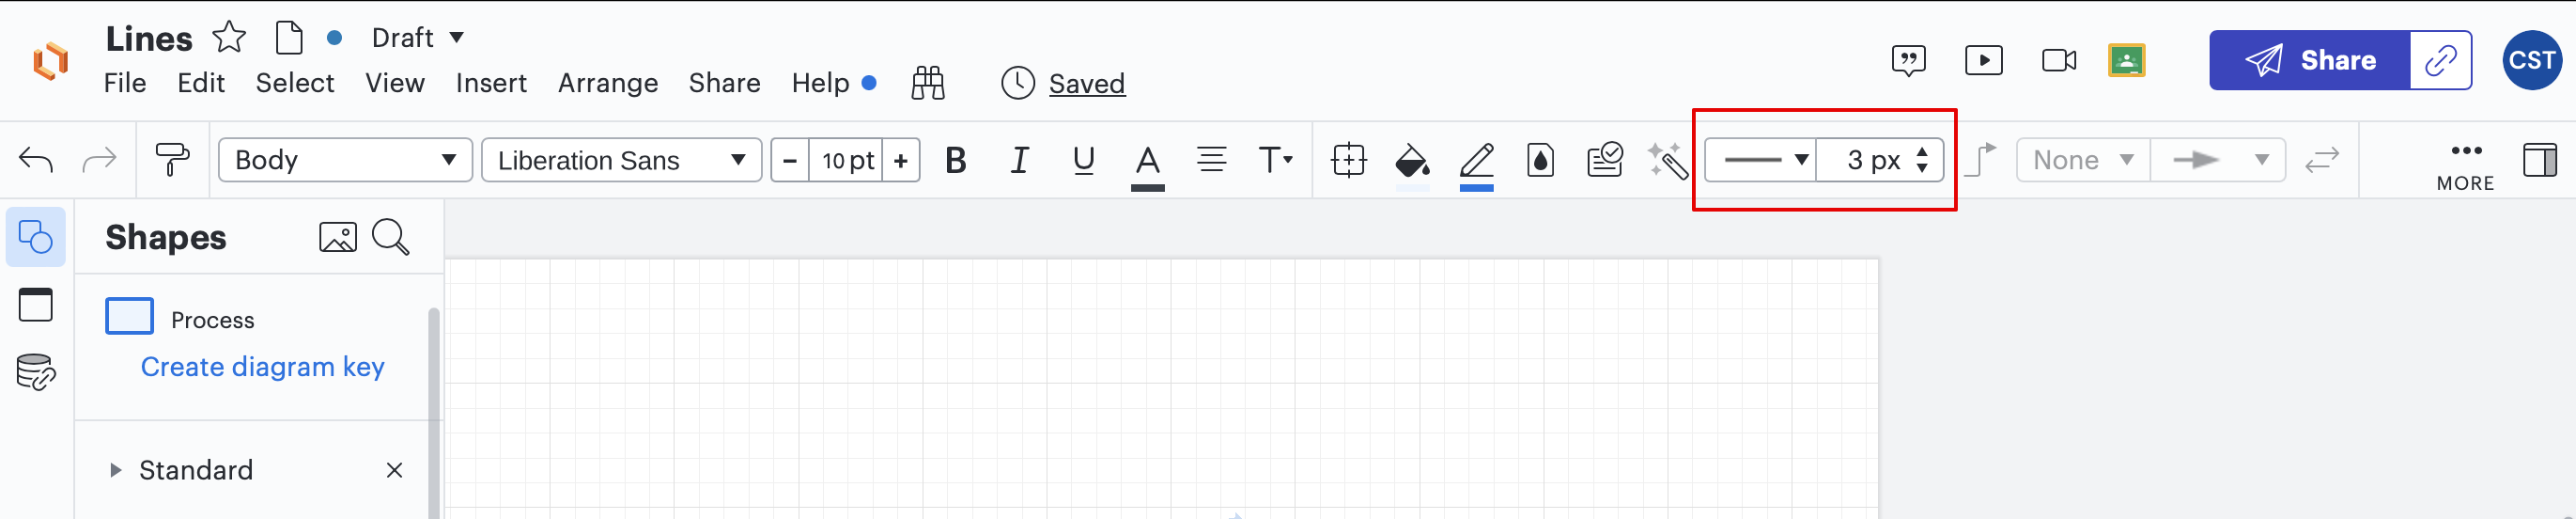 Lines Draft
File Edit Select View Insert Arrange Share Help Saved
Share CST
Body Liberation Sans − 10 pt + B I U A T 3 px None MORE
Shapes
Process
Create diagram key
Standard